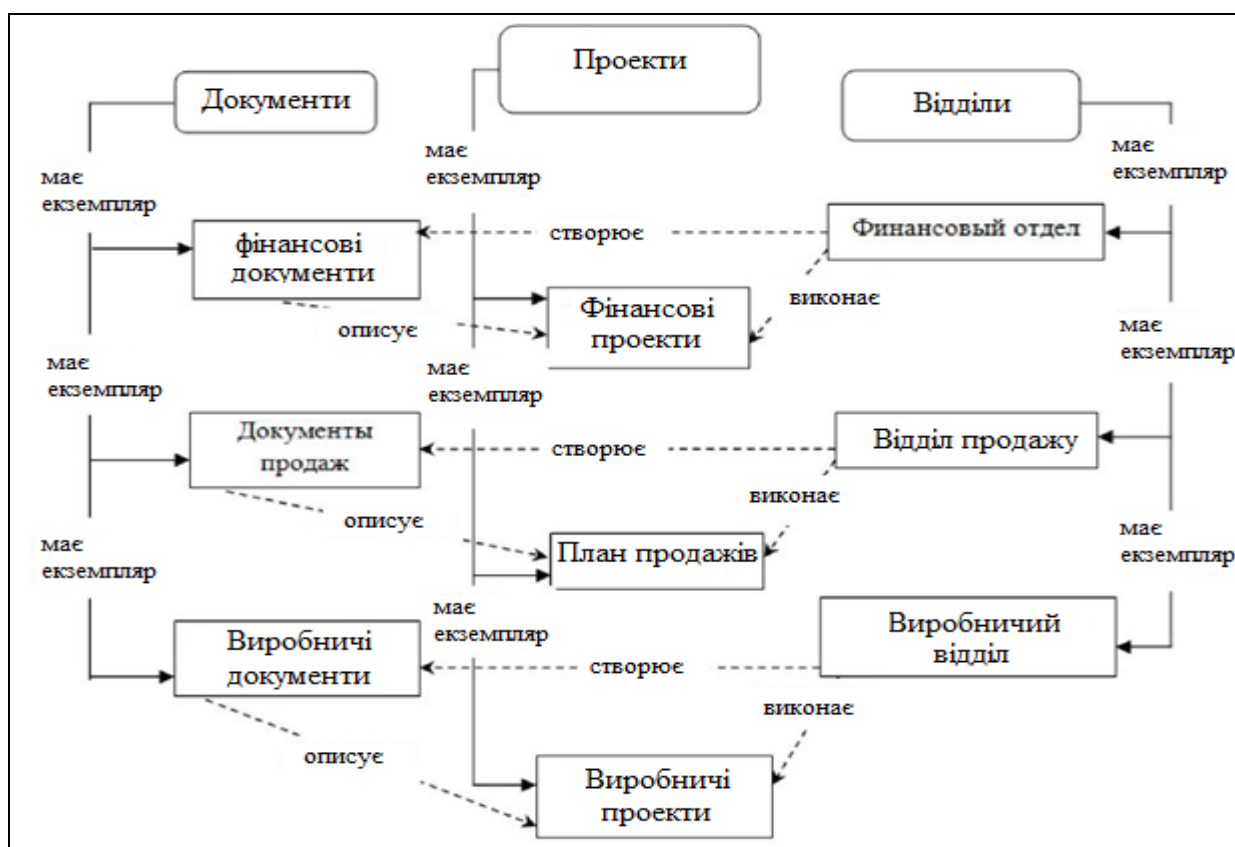 Проекти
Документи
Відділи
має
екземпляр
має
екземпляр
має
екземпляр
фінансові
документи
створює
Финансовый отдел
описує
Фінансові
проекти
виконає
має
екземпляр
має
екземпляр
має
екземпляр
Документы
продаж
створює
Відділ продажу
описує
План продажів
виконає
має
екземпляр
має
екземпляр
має
екземпляр
Виробничі
документи
створює
Виробничий
відділ
описує
Виробничі
проекти
виконає